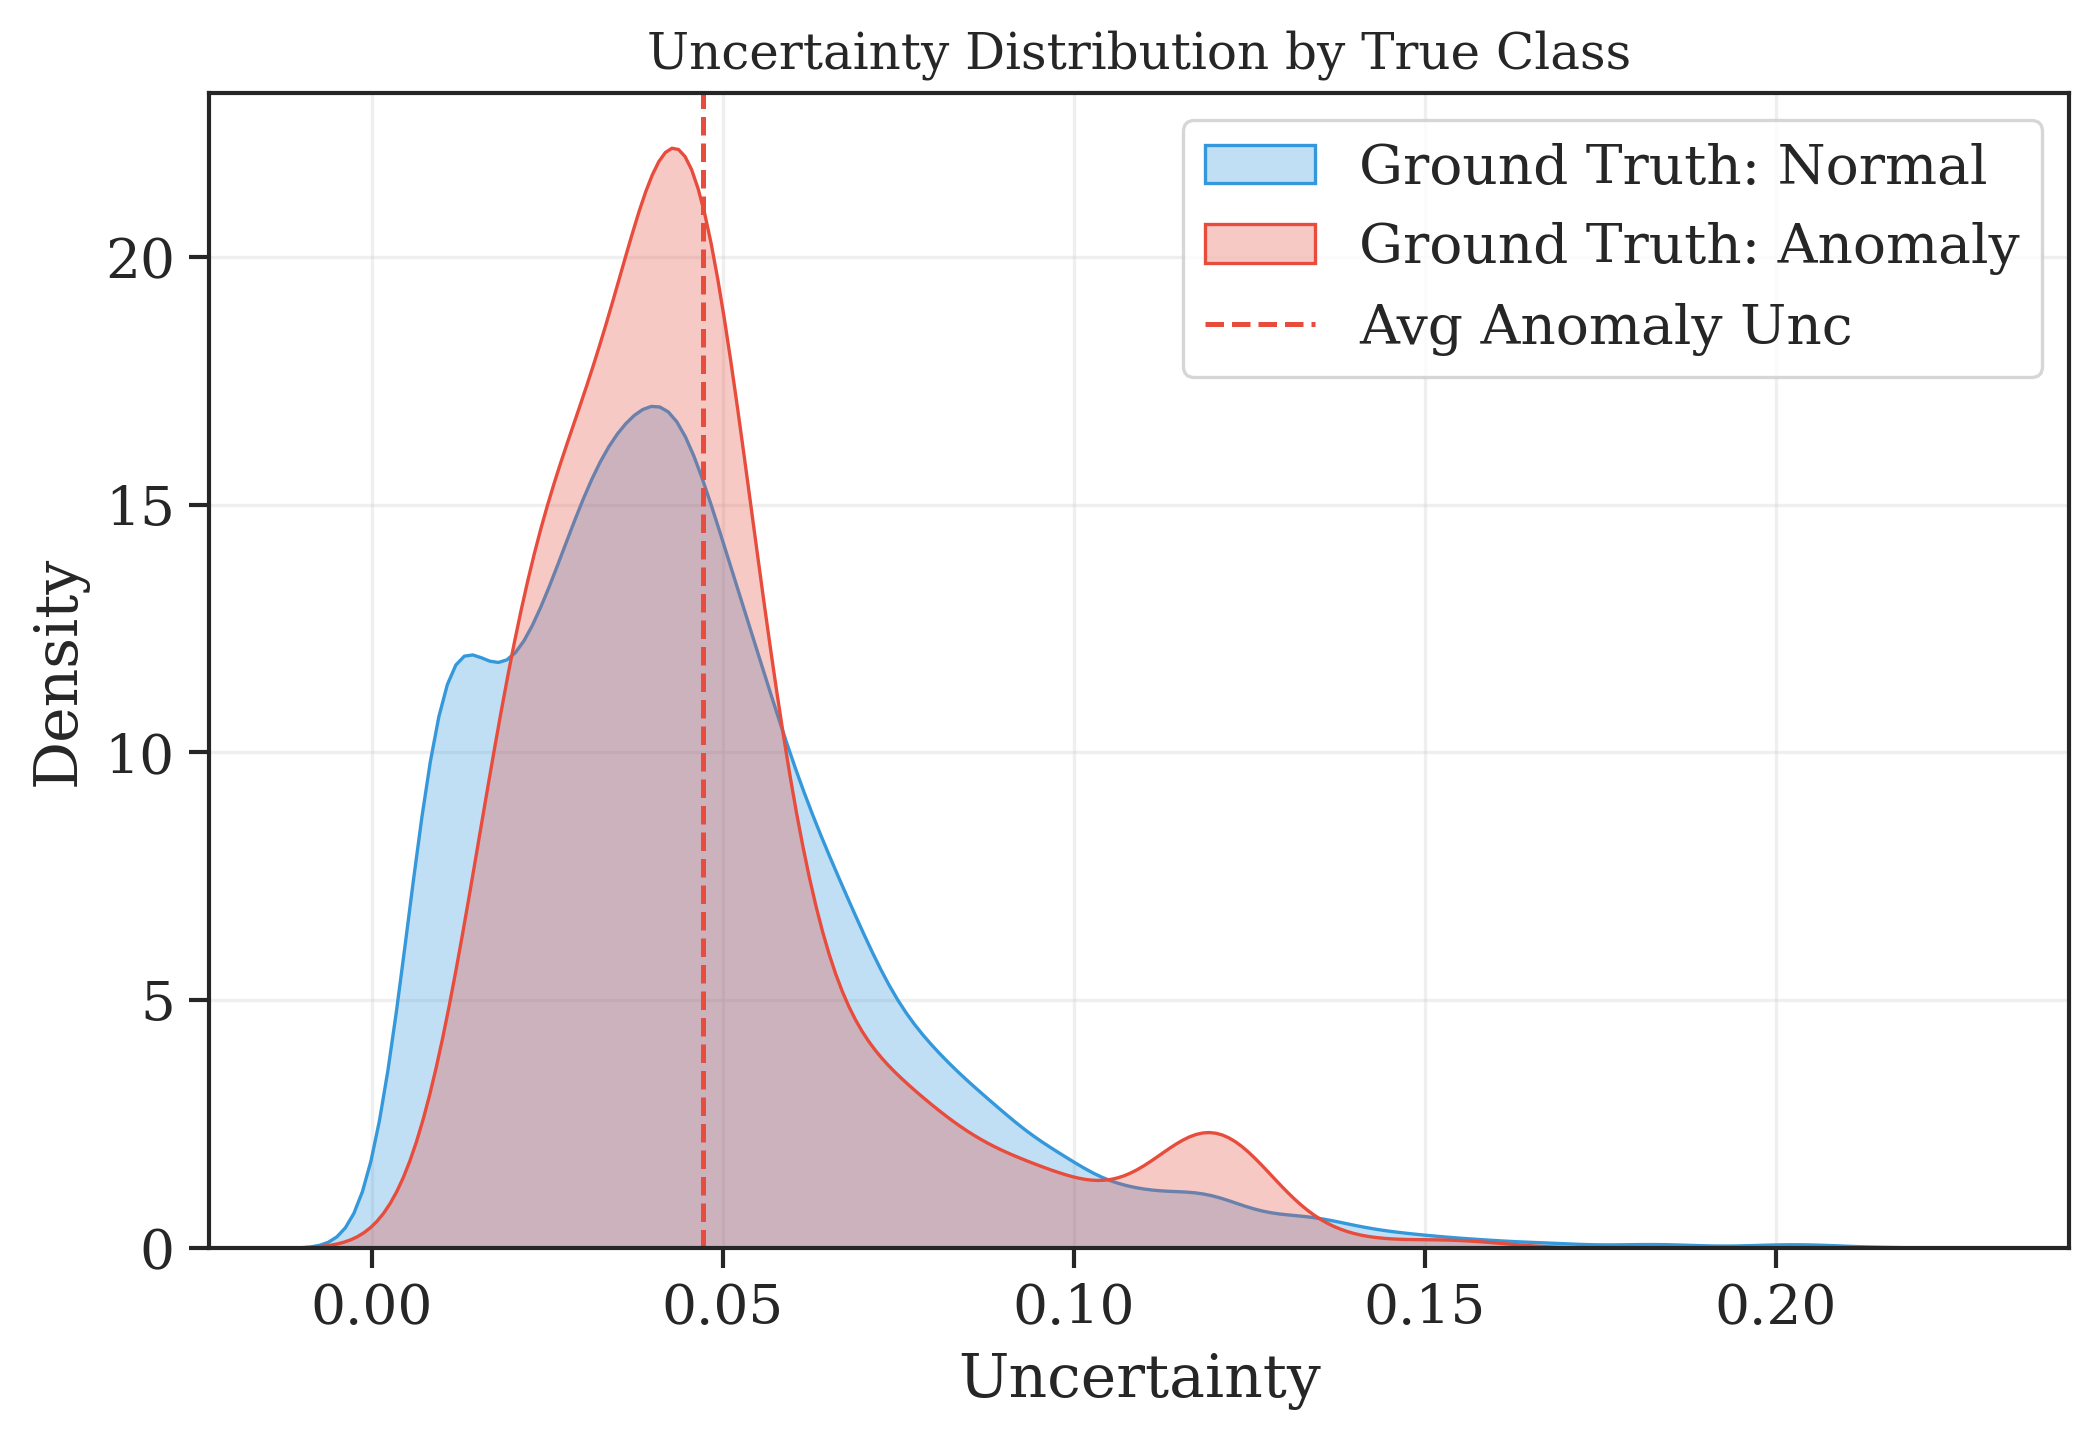 Uncertainty Distribution by True Class
Ground Truth: Normal
Ground Truth: Anomaly
Avg Anomaly Unc
Density
20
15
10
5
0
0.00 0.05 0.10 0.15 0.20
Uncertainty